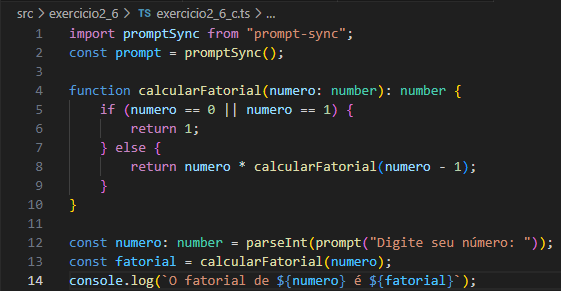 src > exercicio2_6 > TS exercicio2_6_c.ts > ...
1 import promptSync from "prompt-sync";
2 const prompt = promptSync();
3
4 function calcularFatorial(numero: number): number {
5     if (numero == 0 || numero == 1) {
6         return 1;
7     } else {
8         return numero * calcularFatorial(numero - 1);
9     }
10 }
11
12 const numero: number = parseInt(prompt("Digite seu número: "));
13 const fatorial = calcularFatorial(numero);
14 console.log(`O fatorial de ${numero} é ${fatorial}`);